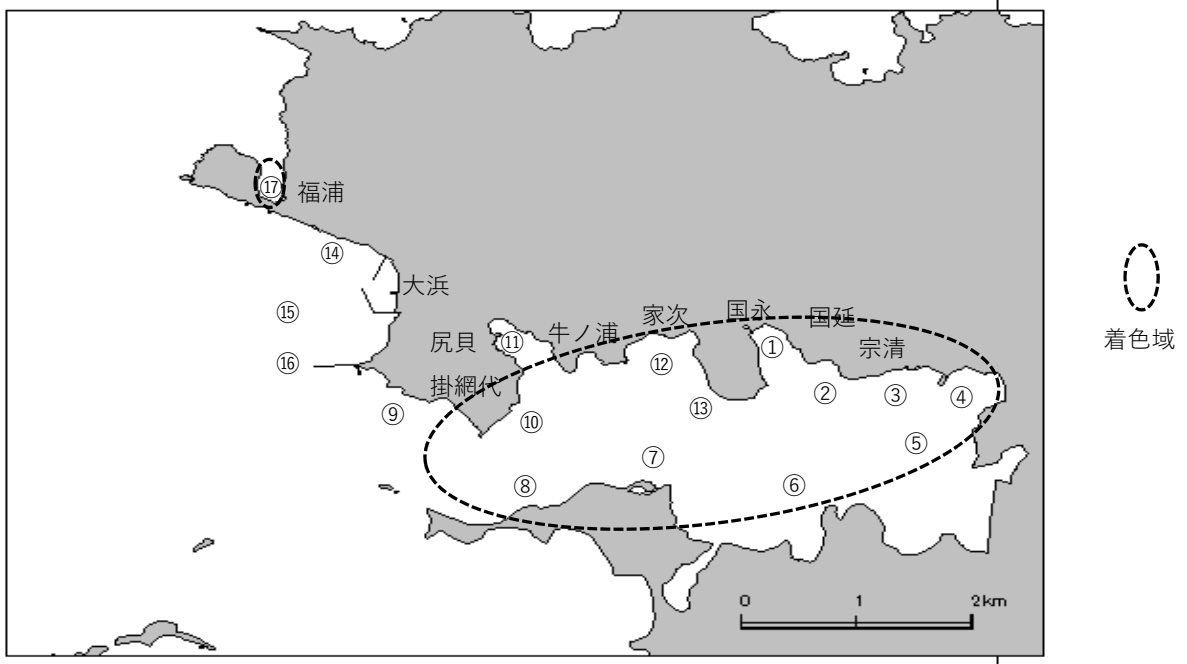 ⑰ 福浦
⑭
大浜
⑮
⑯
⑨
尻貝
掛網代
⑪
牛ノ浦
家次
国永
国延
宗清
①
⑫
⑬
②
③
④
⑤
⑩
⑦
⑧
⑥
着色域
0 1 2km